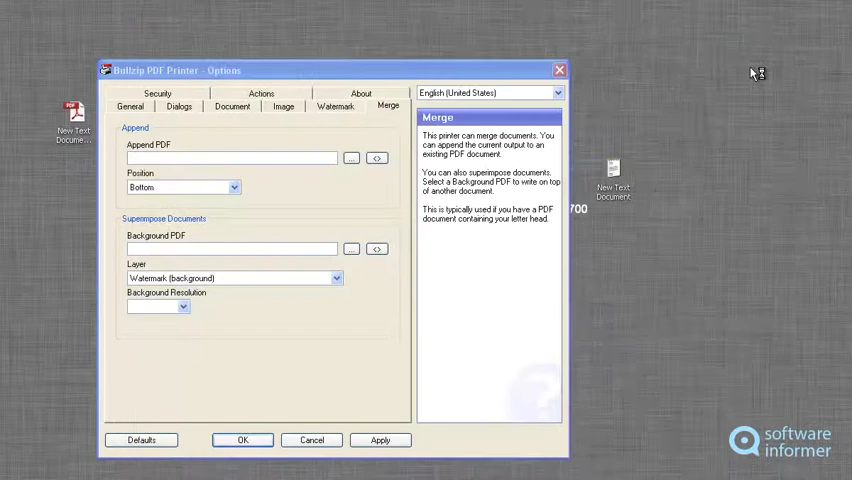 Bullzip PDF Printer - Options
Security
Actions
About
General
Dialogs
Document
Image
Watermark
Merge
English (United States)
Append
Append PDF
...
<>
Position
Bottom
Superimpose Documents
Background PDF
...
<>
Layer
Watermark (background)
Background Resolution
Merge
This printer can merge documents. You
can append the current output to an
existing PDF document.
You can also superimpose documents.
Select a Background PDF to write on top
of another document.
This is typically used if you have a PDF
document containing your letter head.
Defaults
OK
Cancel
Apply
PDF
New Text
Docume...
New Text
Document
700
software
informer